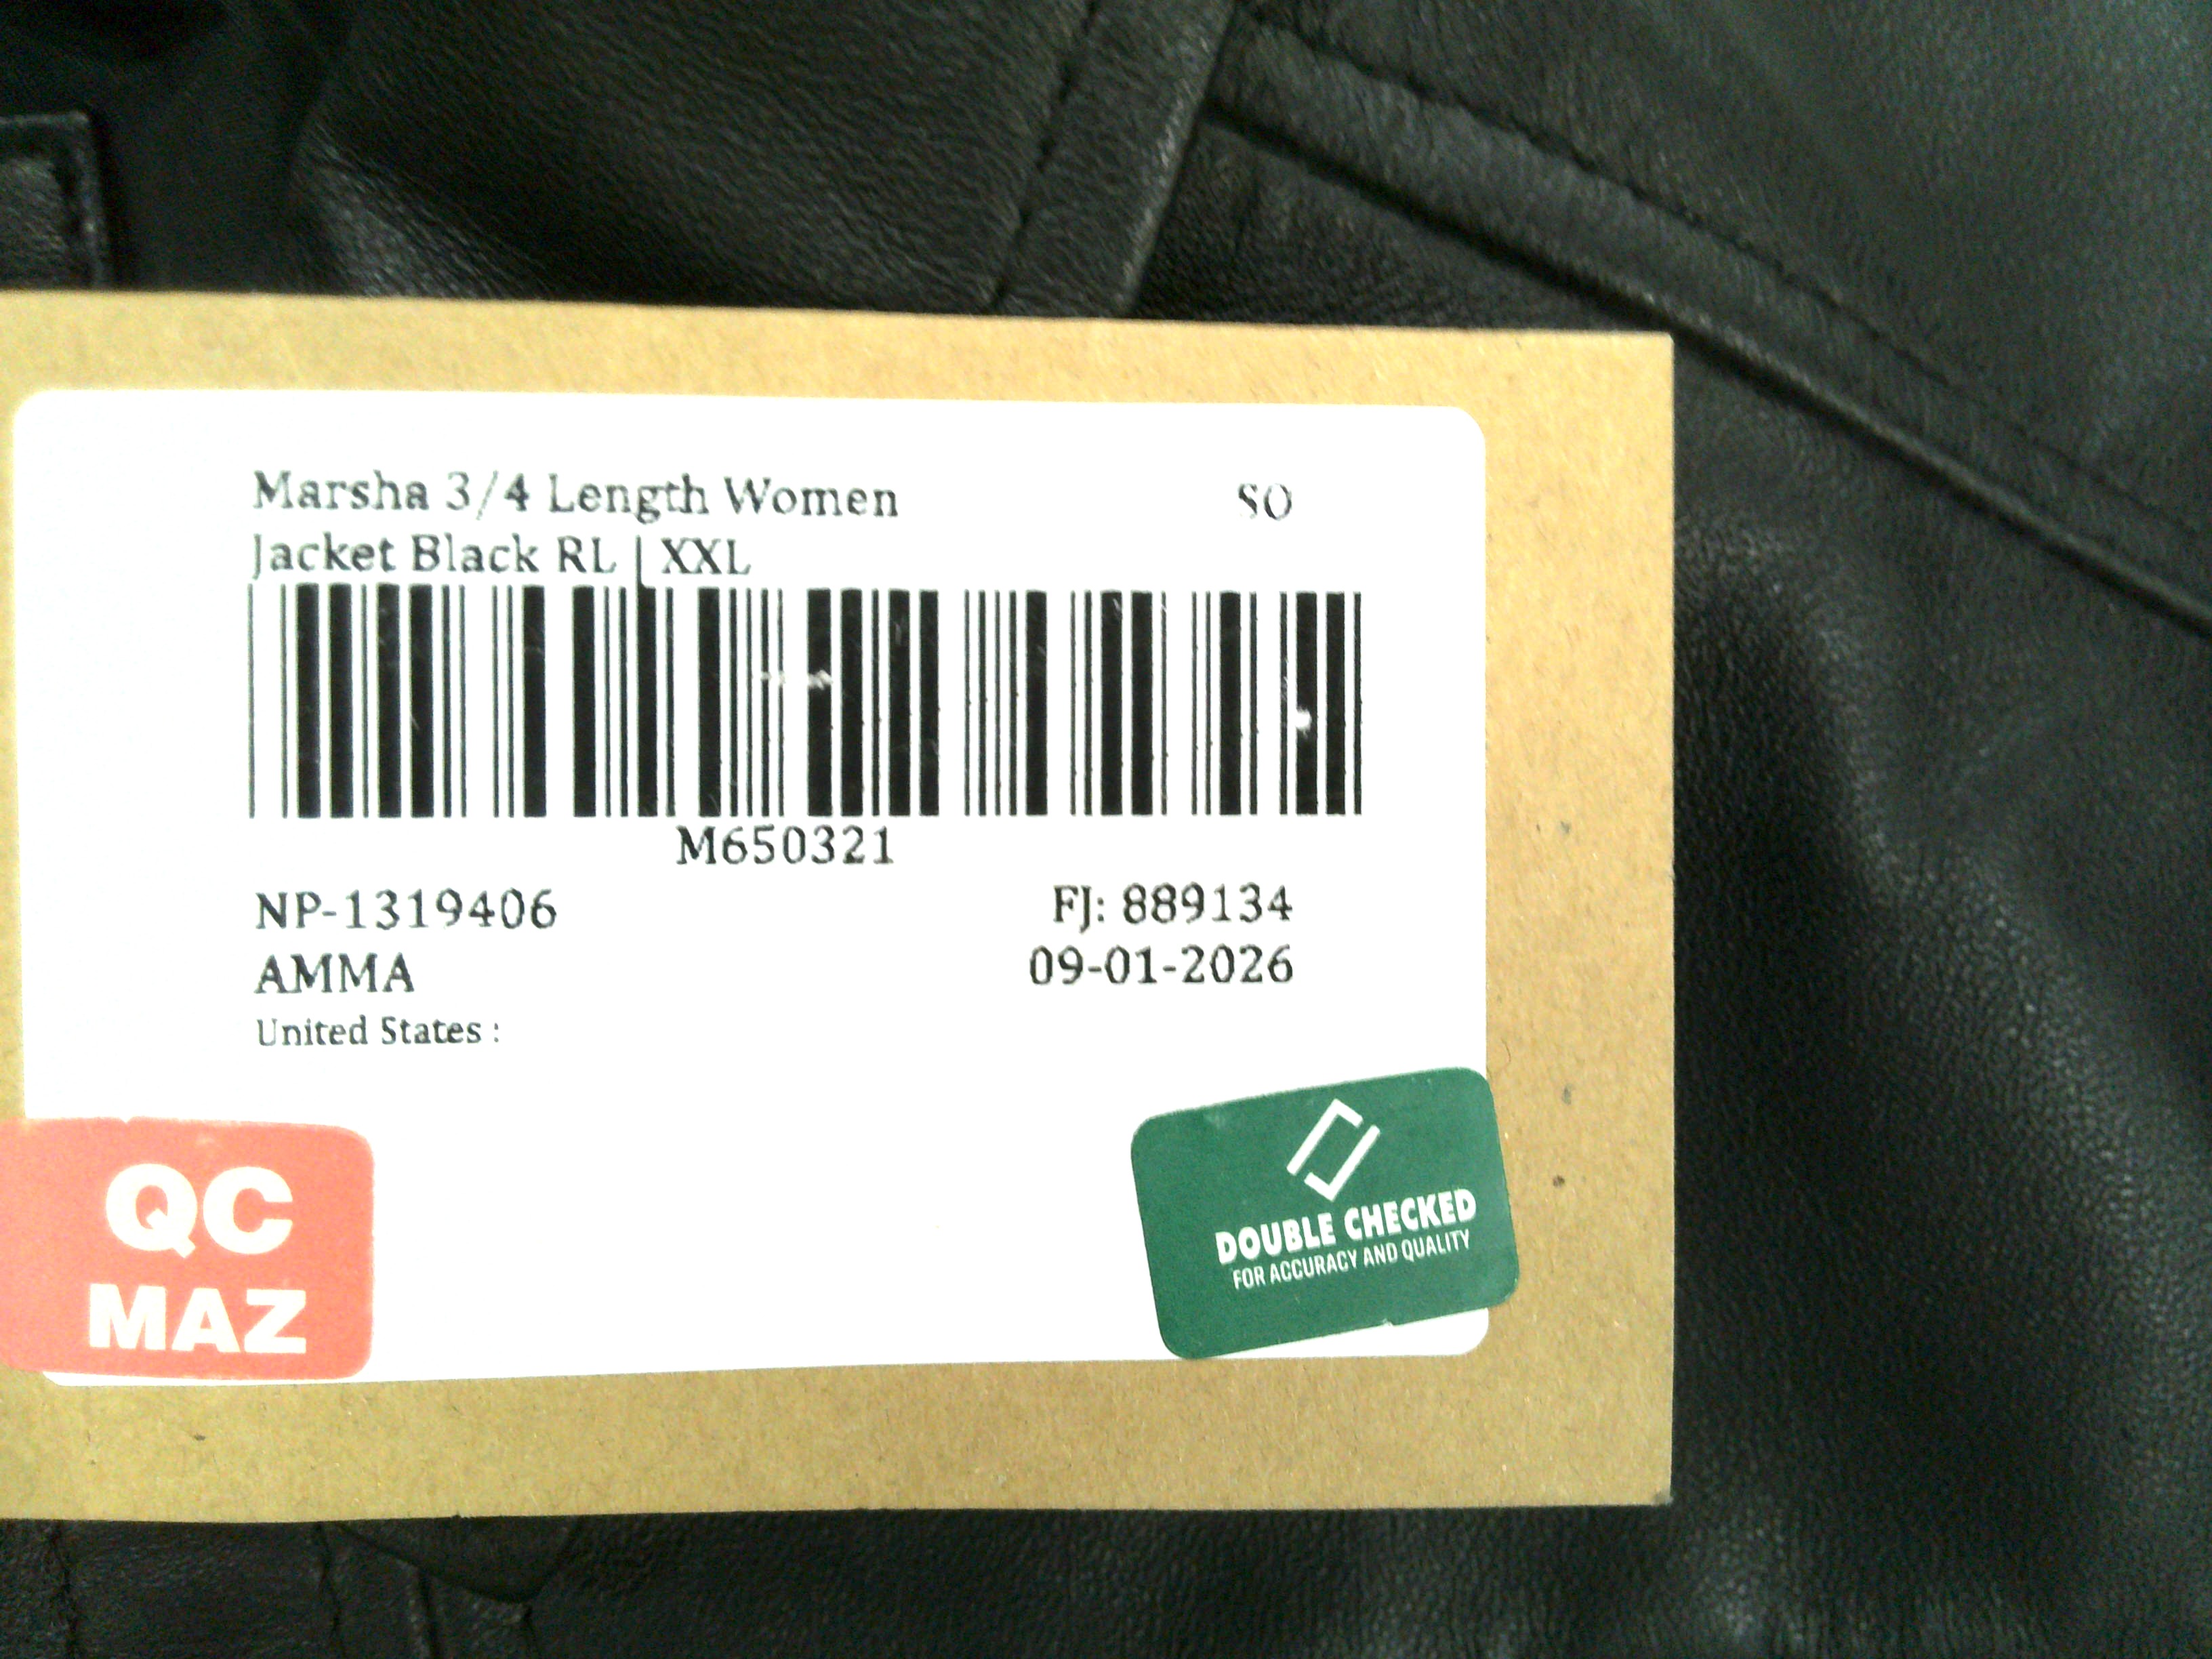 Marsha 3/4 Length Women
Jacket Black RL | XXL
SO
M650321
NP-1319406
FJ: 889134
AMMA
09-01-2026
United States :
QC
MAZ
DOUBLE CHECKED
FOR ACCURACY AND QUALITY